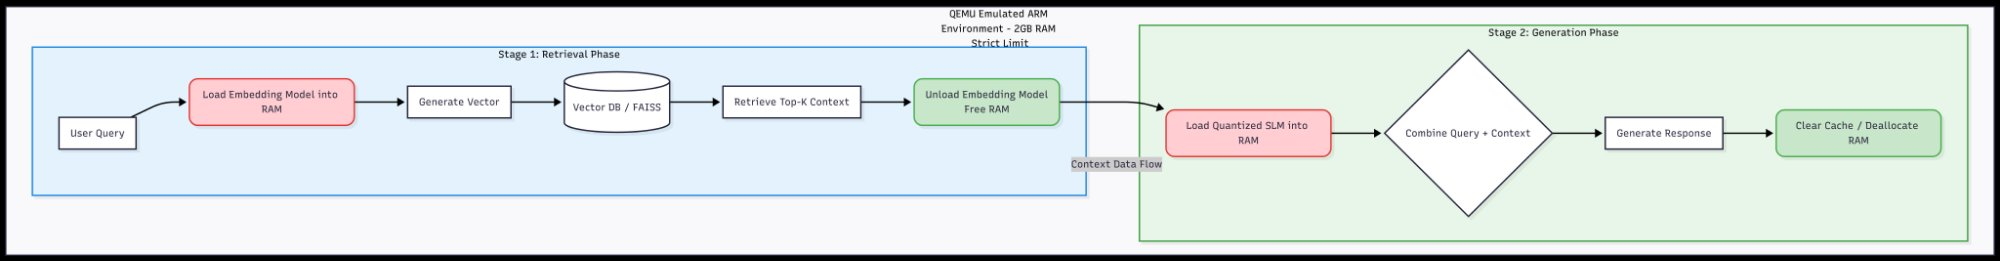 QEMU Emulated ARM
Environment - 2GB RAM
Strict Limit
Stage 1: Retrieval Phase
User Query
Load Embedding Model into
RAM
Generate Vector
Vector DB / FAISS
Retrieve Top-K Context
Unload Embedding Model
Free RAM
Context Data Flow
Stage 2: Generation Phase
Load Quantized SLM into
RAM
Combine Query + Context
Generate Response
Clear Cache / Deallocate
RAM